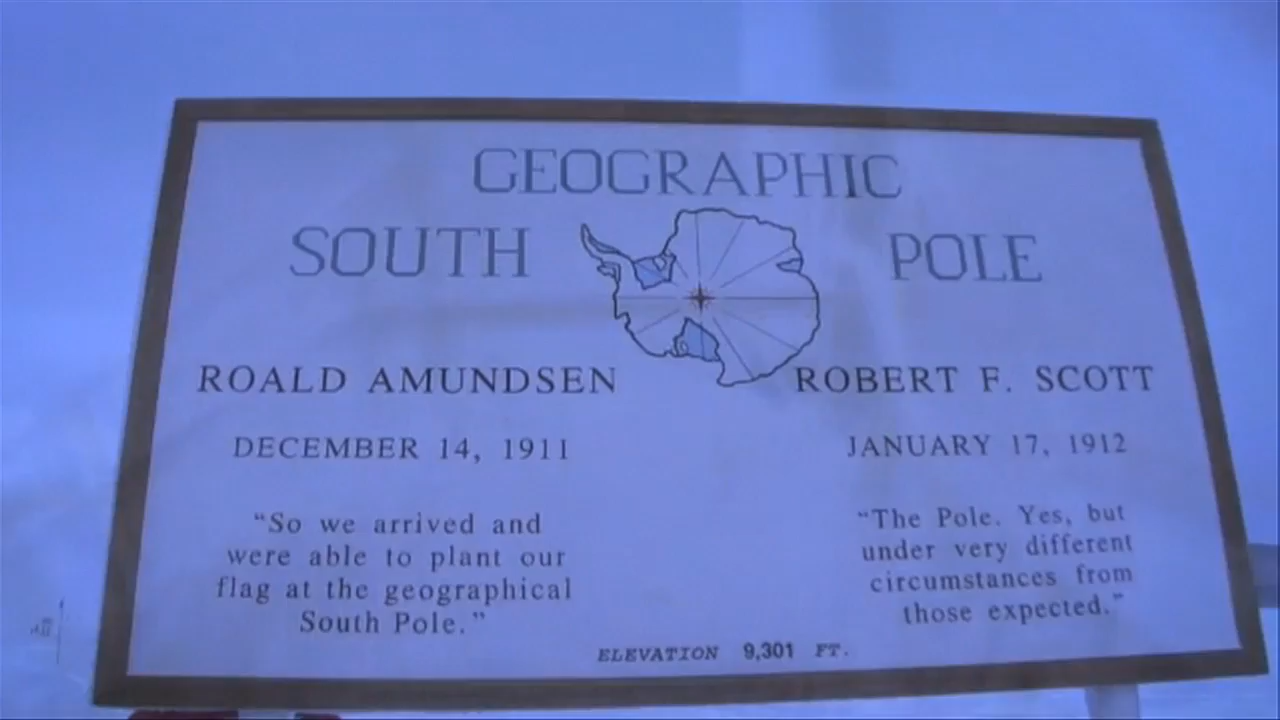 GEOGRAPHIC
SOUTH POLE
ROALD AMUNDSEN
DECEMBER 14, 1911
“So we arrived and
were able to plant our
flag at the geographical
South Pole.”
ROBERT F. SCOTT
JANUARY 17, 1912
“The Pole. Yes, but
under very different
circumstances from
those expected.”
ELEVATION 9,301 FT.